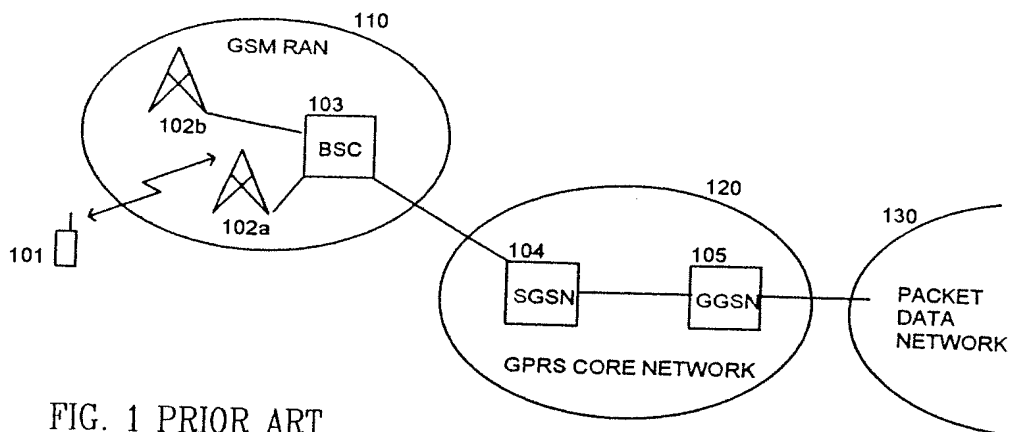 110
GSM RAN
102b
103
BSC
102a
101
120
104
SGSN
105
GGSN
GPRS CORE NETWORK
130
PACKET
DATA
NETWORK
FIG. 1 PRIOR ART